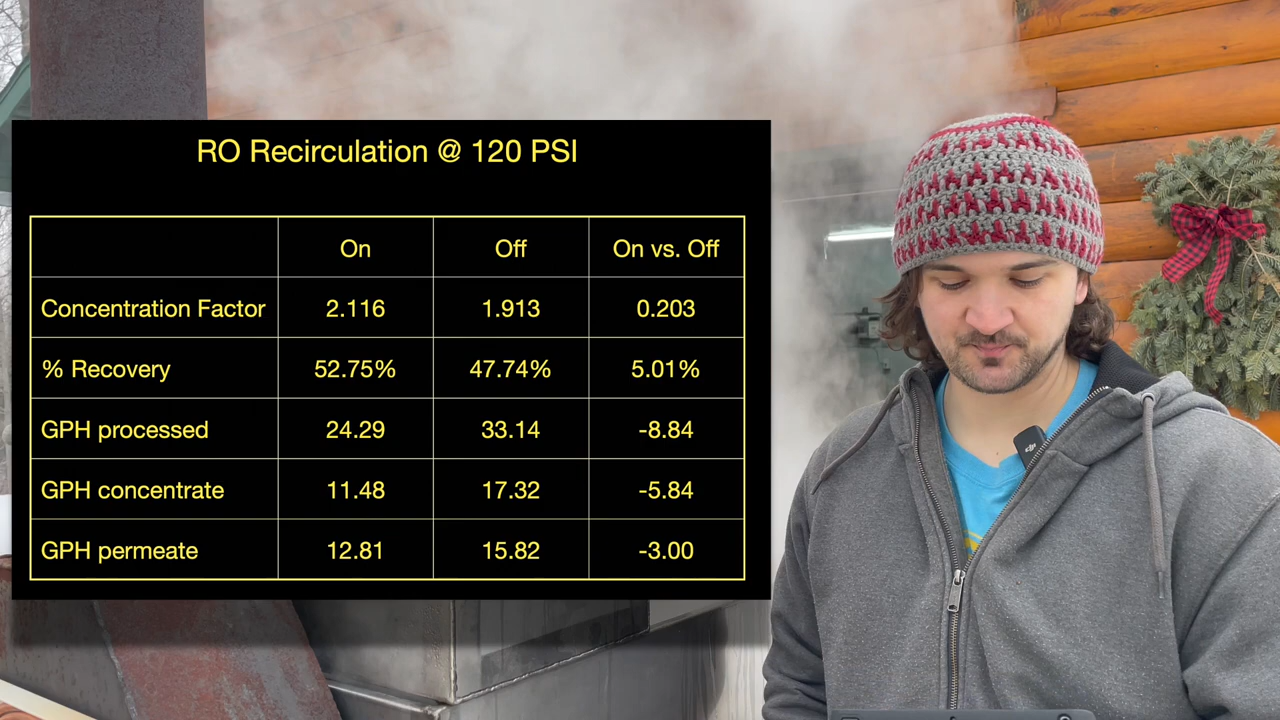 RO Recirculation @ 120 PSI
On Off On vs. Off
Concentration Factor 2.116 1.913 0.203
% Recovery 52.75% 47.74% 5.01%
GPH processed 24.29 33.14 -8.84
GPH concentrate 11.48 17.32 -5.84
GPH permeate 12.81 15.82 -3.00
dji